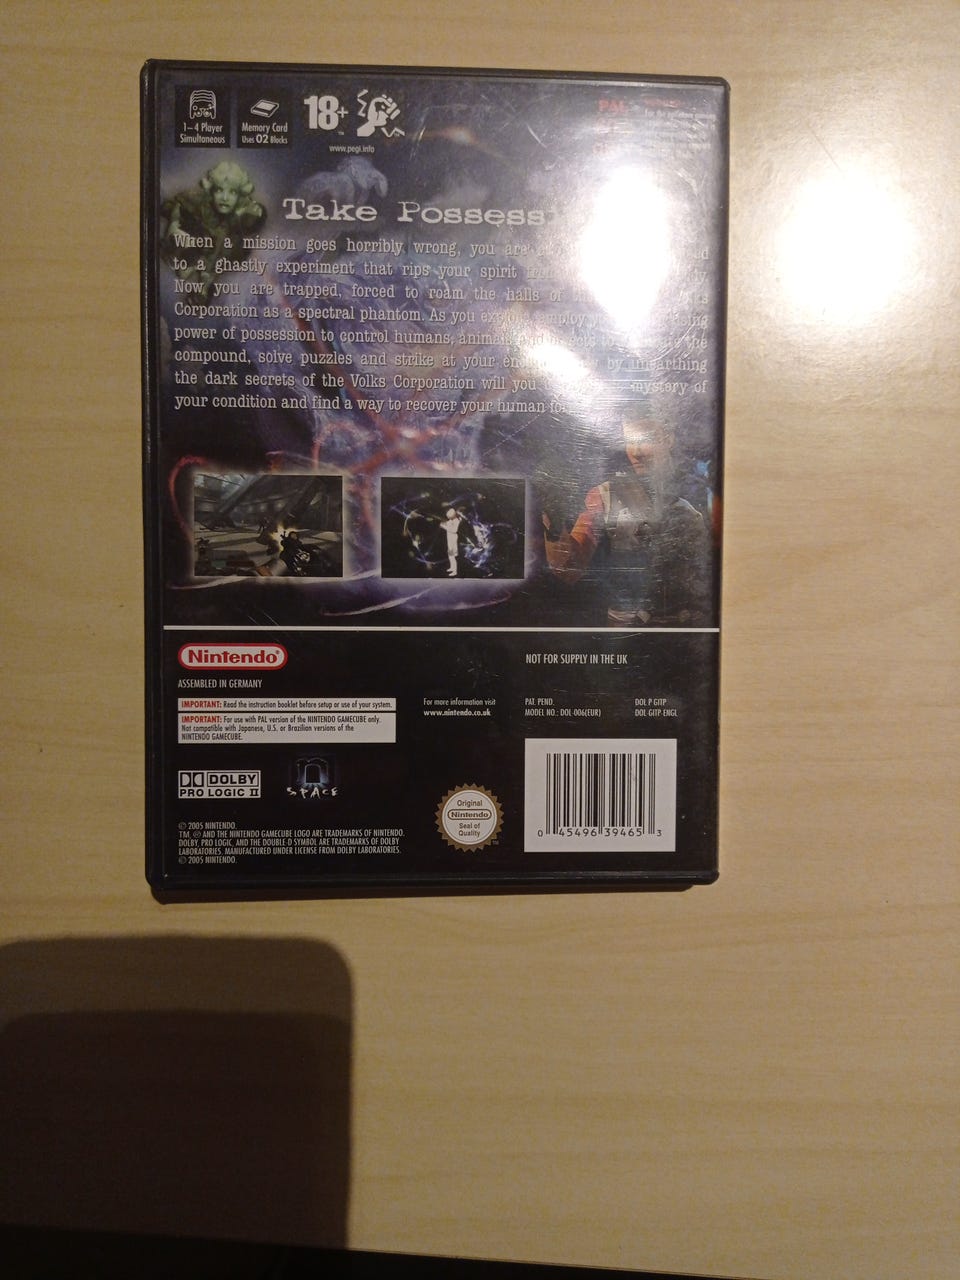 1-4 Player
Simultaneous
Memory Card
Uses 02 Blocks
18+
TM
www.pegi.info
PAL
Take
When a mission goes horribly wrong, you are
to a ghastly experiment that rips your spirit
Now you are trapped, forced to roam the halls of
Corporation as a spectral phantom. As you
power of possession to control humans, the
compound, solve puzzles and strike at your by unearthing
the dark secrets of the Volks Corporation will you mystery of
your condition and find a way to recover your human
Nintendo®
ASSEMBLED IN GERMANY
NOT FOR SUPPLY IN THE UK
IMPORTANT: Read the instruction booklet before setup or use of your system.
IMPORTANT: For use with PAL version of the NINTENDO GAMECUBE only.
Not compatible with Japanese, U.S. or Brazilian versions of the
NINTENDO GAMECUBE.
For more information visit
www.nintendo.co.uk
PAT. PEND.
MODEL NO.: DOL-006(EUR)
DOL P GITP
DOL GITP ENGL
DOLBY
PRO LOGIC II
n
SPACE
Original
Nintendo
Seal of
Quality
TM
0 45496 39465 3
© 2005 NINTENDO.
TM, ® AND THE NINTENDO GAMECUBE LOGO ARE TRADEMARKS OF NINTENDO.
DOLBY, PRO LOGIC, AND THE DOUBLE-D SYMBOL ARE TRADEMARKS OF DOLBY
LABORATORIES. MANUFACTURED UNDER LICENSE FROM DOLBY LABORATORIES.
© 2005 NINTENDO.